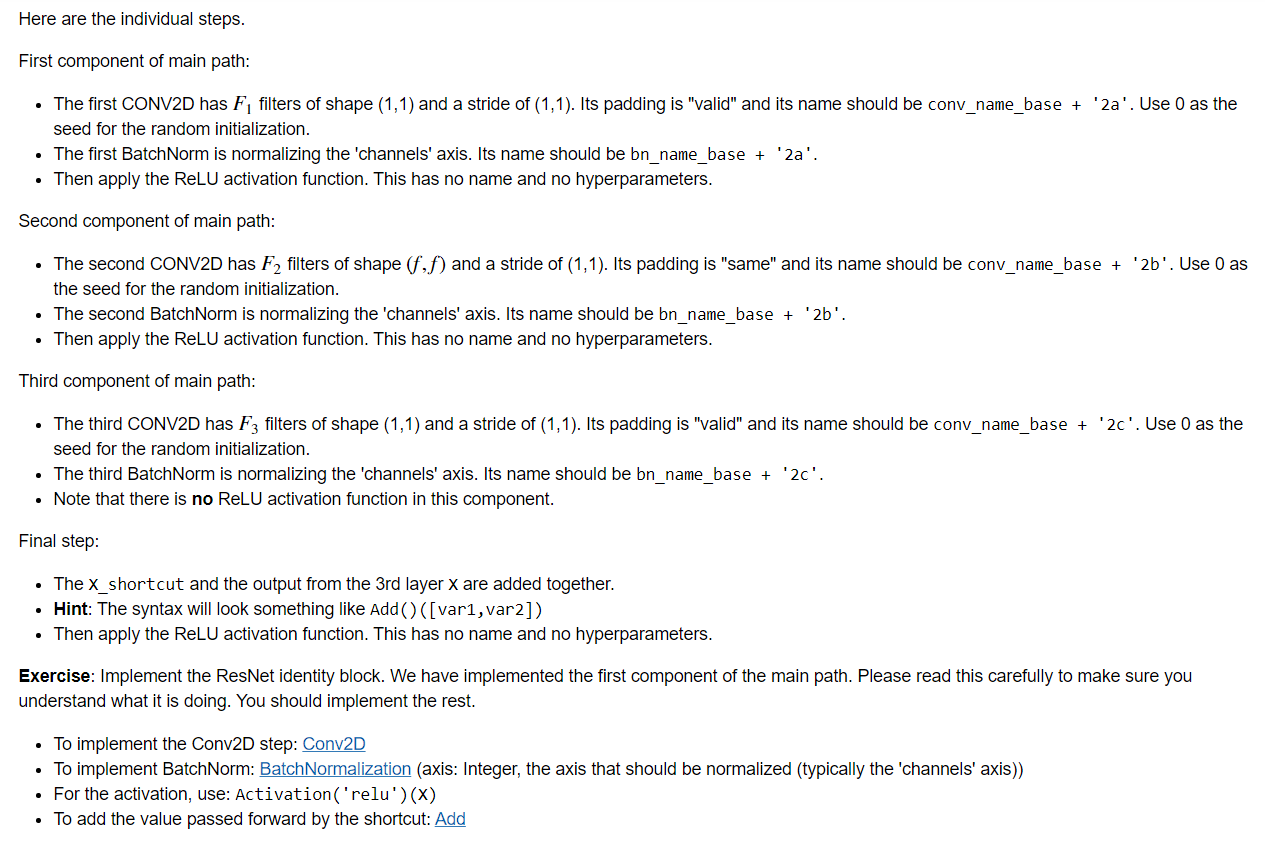 Here are the individual steps.
First component of main path:
• The first CONV2D has F₁ filters of shape (1,1) and a stride of (1,1). Its padding is "valid" and its name should be conv_name_base + '2a'. Use 0 as the
seed for the random initialization.
• The first BatchNorm is normalizing the 'channels' axis. Its name should be bn_name_base + '2a'.
• Then apply the ReLU activation function. This has no name and no hyperparameters.
Second component of main path:
• The second CONV2D has F₂ filters of shape (f,f) and a stride of (1,1). Its padding is "same" and its name should be conv_name_base + '2b'. Use 0 as
the seed for the random initialization.
• The second BatchNorm is normalizing the 'channels' axis. Its name should be bn_name_base + '2b'.
• Then apply the ReLU activation function. This has no name and no hyperparameters.
Third component of main path:
• The third CONV2D has F₃ filters of shape (1,1) and a stride of (1,1). Its padding is "valid" and its name should be conv_name_base + '2c'. Use 0 as the
seed for the random initialization.
• The third BatchNorm is normalizing the 'channels' axis. Its name should be bn_name_base + '2c'.
• Note that there is no ReLU activation function in this component.
Final step:
• The X_shortcut and the output from the 3rd layer X are added together.
• Hint: The syntax will look something like Add()([var1,var2])
• Then apply the ReLU activation function. This has no name and no hyperparameters.
Exercise: Implement the ResNet identity block. We have implemented the first component of the main path. Please read this carefully to make sure you
understand what it is doing. You should implement the rest.
• To implement the Conv2D step: Conv2D
• To implement BatchNorm: BatchNormalization (axis: Integer, the axis that should be normalized (typically the 'channels' axis))
• For the activation, use: Activation('relu')(X)
• To add the value passed forward by the shortcut: Add